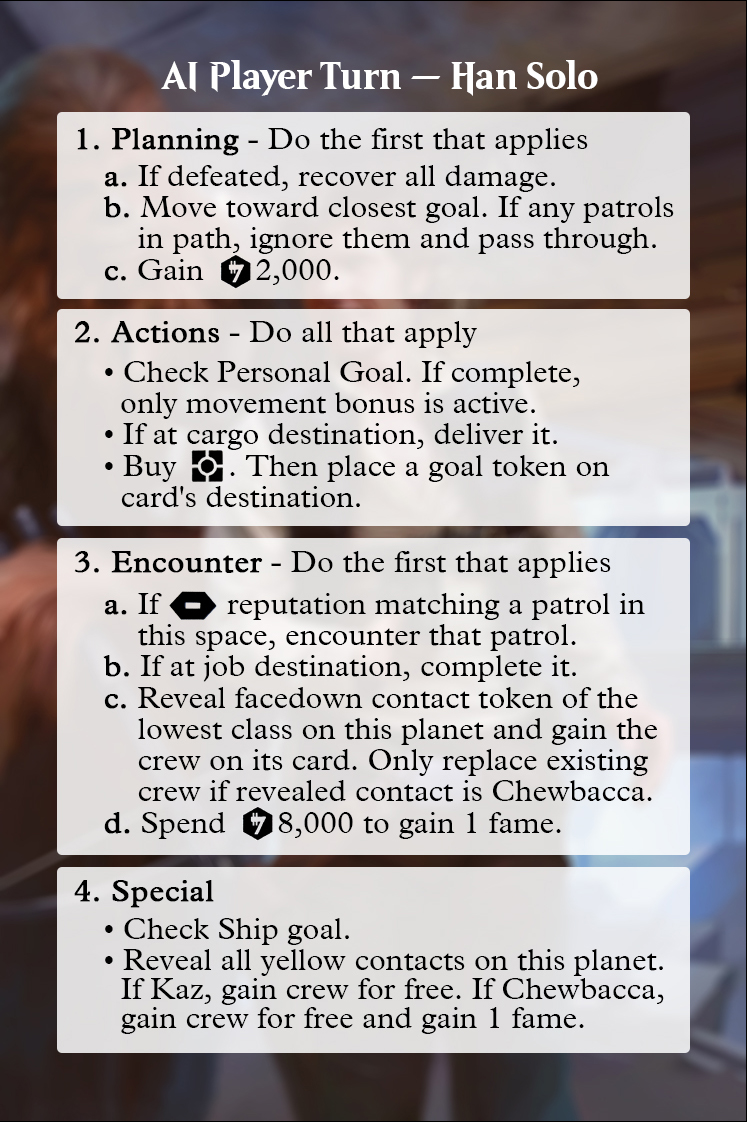 AI Player Turn — Han Solo
1. Planning - Do the first that applies
a. If defeated, recover all damage.
b. Move toward closest goal. If any patrols
in path, ignore them and pass through.
c. Gain 2,000.
2. Actions - Do all that apply
• Check Personal Goal. If complete,
only movement bonus is active.
• If at cargo destination, deliver it.
• Buy . Then place a goal token on
card's destination.
3. Encounter - Do the first that applies
a. If reputation matching a patrol in
this space, encounter that patrol.
b. If at job destination, complete it.
c. Reveal facedown contact token of the
lowest class on this planet and gain the
crew on its card. Only replace existing
crew if revealed contact is Chewbacca.
d. Spend 8,000 to gain 1 fame.
4. Special
• Check Ship goal.
• Reveal all yellow contacts on this planet.
If Kaz, gain crew for free. If Chewbacca,
gain crew for free and gain 1 fame.